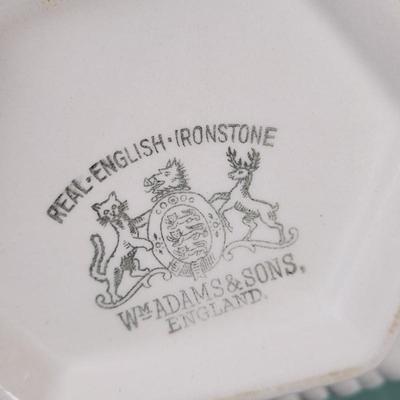 REAL·ENGLISH·IRONSTONE
Wᴹ ADAMS & SONS,
ENGLAND.